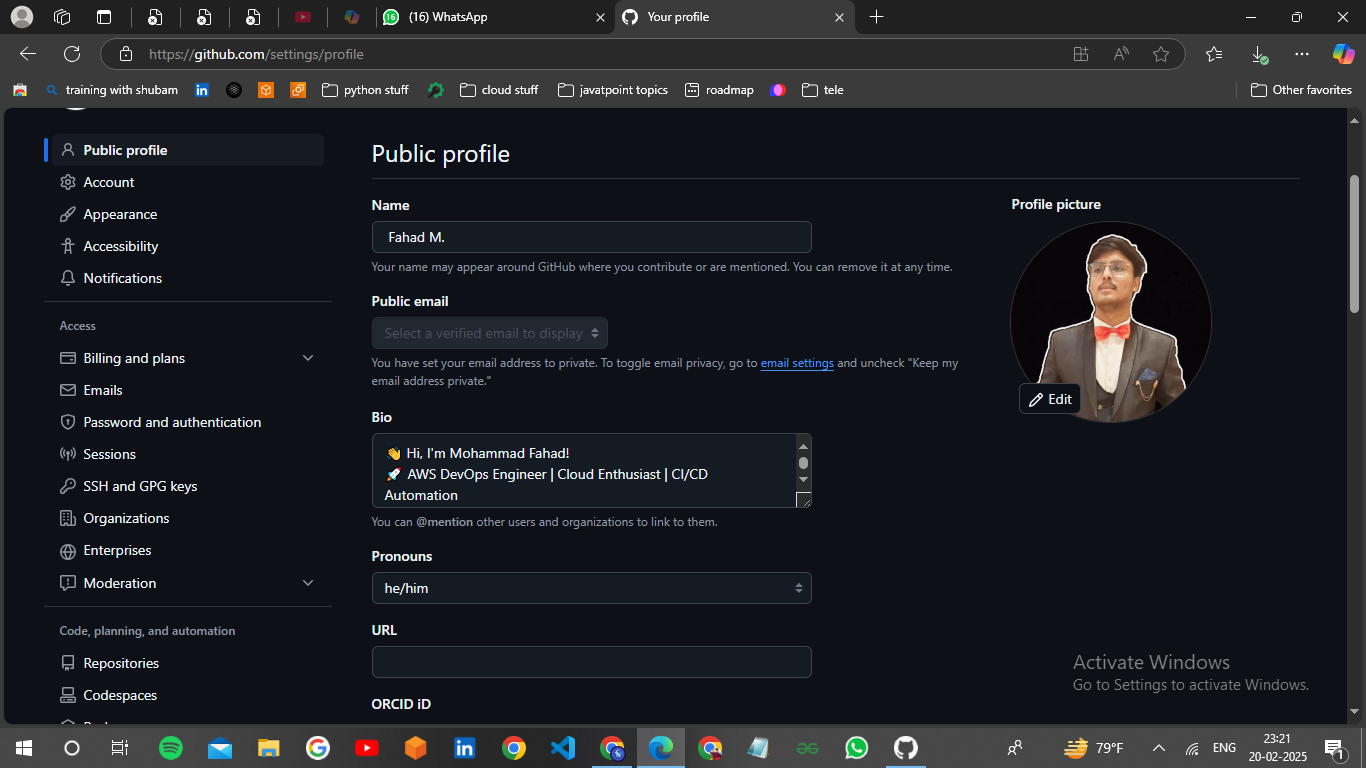 (16) WhatsApp
Your profile
https://github.com/settings/profile
training with shubam
python stuff
cloud stuff
javatpoint topics
roadmap
tele
Other favorites
Public profile
Account
Appearance
Accessibility
Notifications
Access
Billing and plans
Emails
Password and authentication
Sessions
SSH and GPG keys
Organizations
Enterprises
Moderation
Code, planning, and automation
Repositories
Codespaces
Public profile
Name
Fahad M.
Your name may appear around GitHub where you contribute or are mentioned. You can remove it at any time.
Public email
Select a verified email to display
You have set your email address to private. To toggle email privacy, go to email settings and uncheck "Keep my
email address private."
Bio
👋 Hi, I'm Mohammad Fahad!
🚀 AWS DevOps Engineer | Cloud Enthusiast | CI/CD
Automation
You can @mention other users and organizations to link to them.
Pronouns
he/him
URL
ORCID iD
Profile picture
Edit
Activate Windows
Go to Settings to activate Windows.
79°F
ENG
23:21
20-02-2025
1